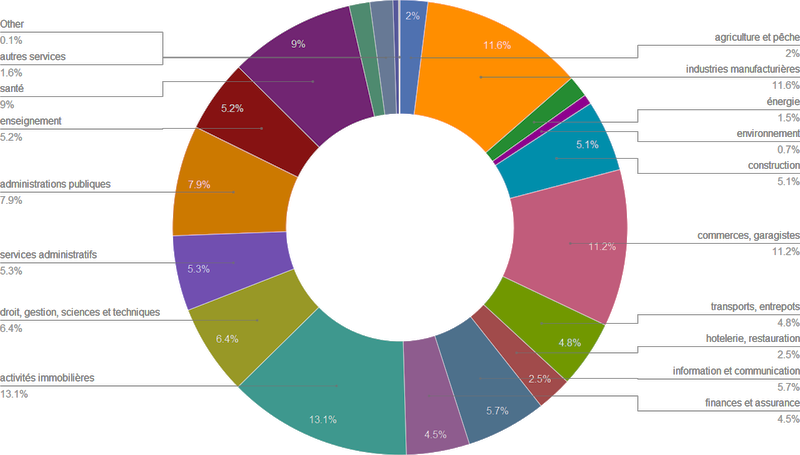 Other
0.1%
autres services
1.6%
santé
9%
enseignement
5.2%
administrations publiques
7.9%
services administratifs
5.3%
droit, gestion, sciences et techniques
6.4%
activités immobilières
13.1%
2%
11.6%
5.1%
11.2%
4.8%
2.5%
5.7%
4.5%
13.1%
6.4%
5.3%
7.9%
5.2%
9%
agriculture et pêche
2%
industries manufacturières
11.6%
énergie
1.5%
environnement
0.7%
construction
5.1%
commerces, garagistes
11.2%
transports, entrepots
4.8%
hotelerie, restauration
2.5%
information et communication
5.7%
finances et assurance
4.5%